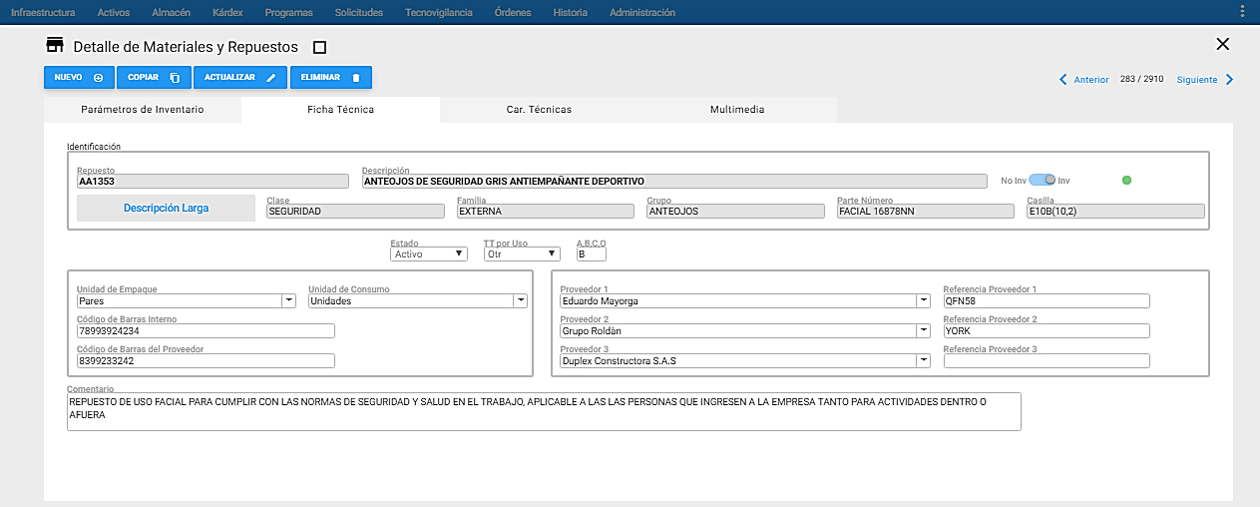 Infraestructura Activos Almacén Kárdex Programas Solicitudes Tecnovigilancia Órdenes Historia Administración
Detalle de Materiales y Repuestos
NUEVO COPIAR ACTUALIZAR ELIMINAR
Anterior 283 / 2910 Siguiente
Parámetros de Inventario Ficha Técnica Car. Técnicas Multimedia
Identificación
Repuesto Descripción
AA1353 ANTEOJOS DE SEGURIDAD GRIS ANTIEMPAÑANTE DEPORTIVO No Inv Inv
Descripción Larga
Clase Familia Grupo Parte Número Casilla
SEGURIDAD EXTERNA ANTEOJOS FACIAL 16878NN E10B(10,2)
Estado TT por Uso A,B,C,O
Activo Otr B
Unidad de Empaque Unidad de Consumo Proveedor 1 Referencia Proveedor 1
Pares Unidades Eduardo Mayorga QFN58
Código de Barras Interno Proveedor 2 Referencia Proveedor 2
78993924234 Grupo Roldàn YORK
Código de Barras del Proveedor Proveedor 3 Referencia Proveedor 3
8399233242 Duplex Constructora S.A.S
Comentario
REPUESTO DE USO FACIAL PARA CUMPLIR CON LAS NORMAS DE SEGURIDAD Y SALUD EN EL TRABAJO, APLICABLE A LAS LAS PERSONAS QUE INGRESEN A LA EMPRESA TANTO PARA ACTIVIDADES DENTRO O
AFUERA